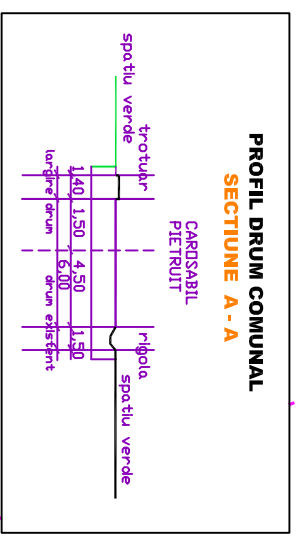 PROFIL DRUM COMUNAL
SECTIUNE A - A
CAROSABIL
PIETRUIT
spatiu verde
trotuar
rigola
spatiu verde
1,40 1,50 4,50 1,50
6,00
largire drum drum existent